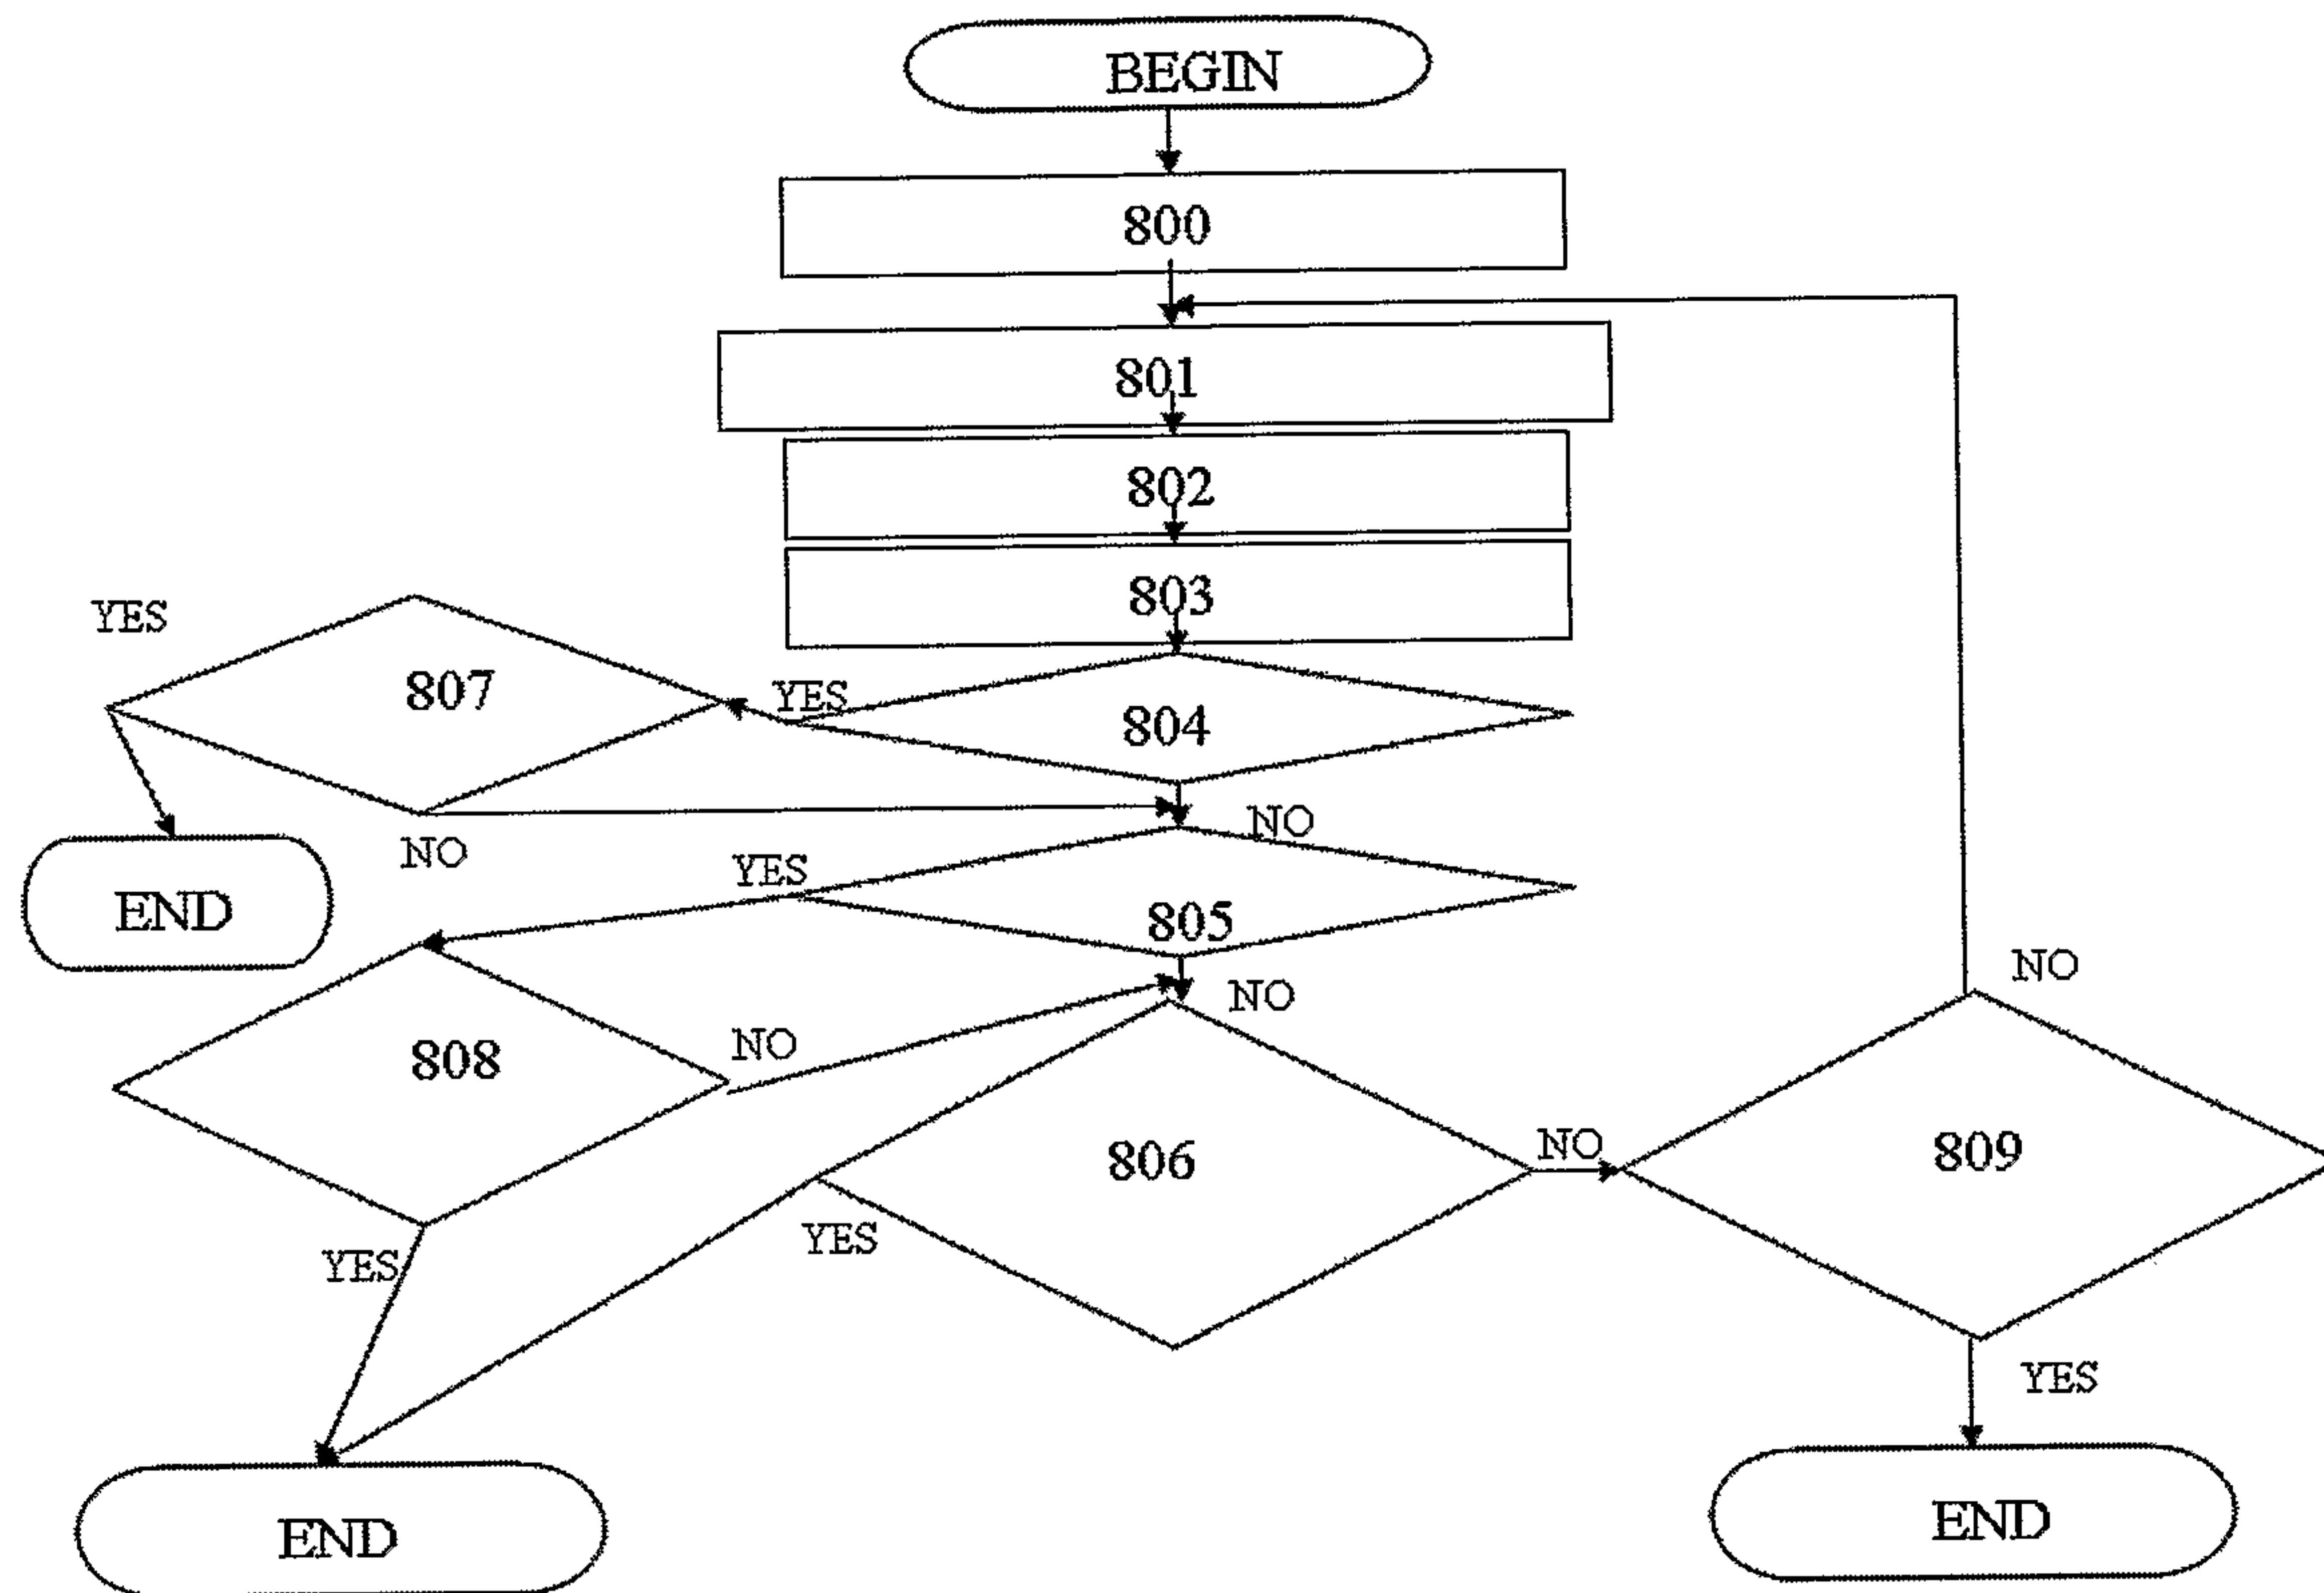 BEGIN
800
801
802
803
YES
807
YES
804
NO
NO
YES
END
805
NO
NO
808
NO
806
NO
809
YES
YES
YES
END
END